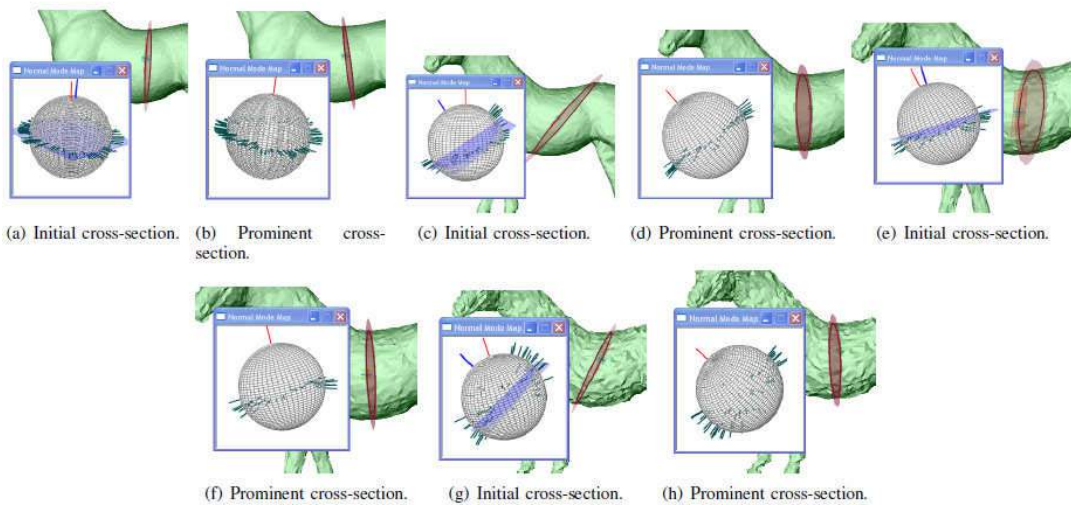 Normal Mode Map
Normal Mode Map
Normal Mode Map
Normal Mode Map
Normal Mode Map
(a) Initial cross-section.
(b) Prominent cross-
section.
(c) Initial cross-section.
(d) Prominent cross-section.
(e) Initial cross-section.
Normal Mode Map
Normal Mode Map
Normal Mode Map
(f) Prominent cross-section.
(g) Initial cross-section.
(h) Prominent cross-section.